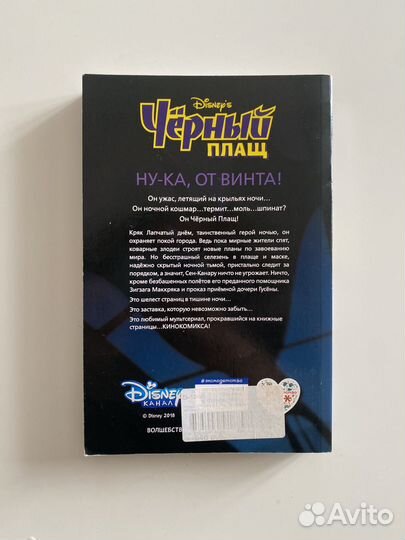 Disney's
Чёрный
ПЛАЩ
НУ-КА, ОТ ВИНТА!
Он ужас, летящий на крыльях ночи...
Он ночной кошмар...термит...моль...шпинат?
Он Чёрный Плащ!
Кряк Лапчатый днём, таинственный герой ночью, он
охраняет покой города. Ведь пока мирные жители спят,
коварные злодеи строят новые планы по завоеванию
мира. Но бесстрашный селезень в плаще и маске,
надёжно скрытый ночной тьмой, пристально следит за
порядком, а значит, Сен-Канару ничто не угрожает. Ничто,
кроме безбашенных полётов его преданного помощника
Зигзага Маккряка и проказ приёмной дочери Гусёны.
Это шелест страниц в тишине ночи...
Это заставка, которую невозможно забыть...
Это любимый мультсериал, прокравшийся на книжные
страницы...КИНОКОМИКСА!
#этомоедетство
Disney
КАНАЛ
© Disney 2018
ВОЛШЕБСТВ
Avito